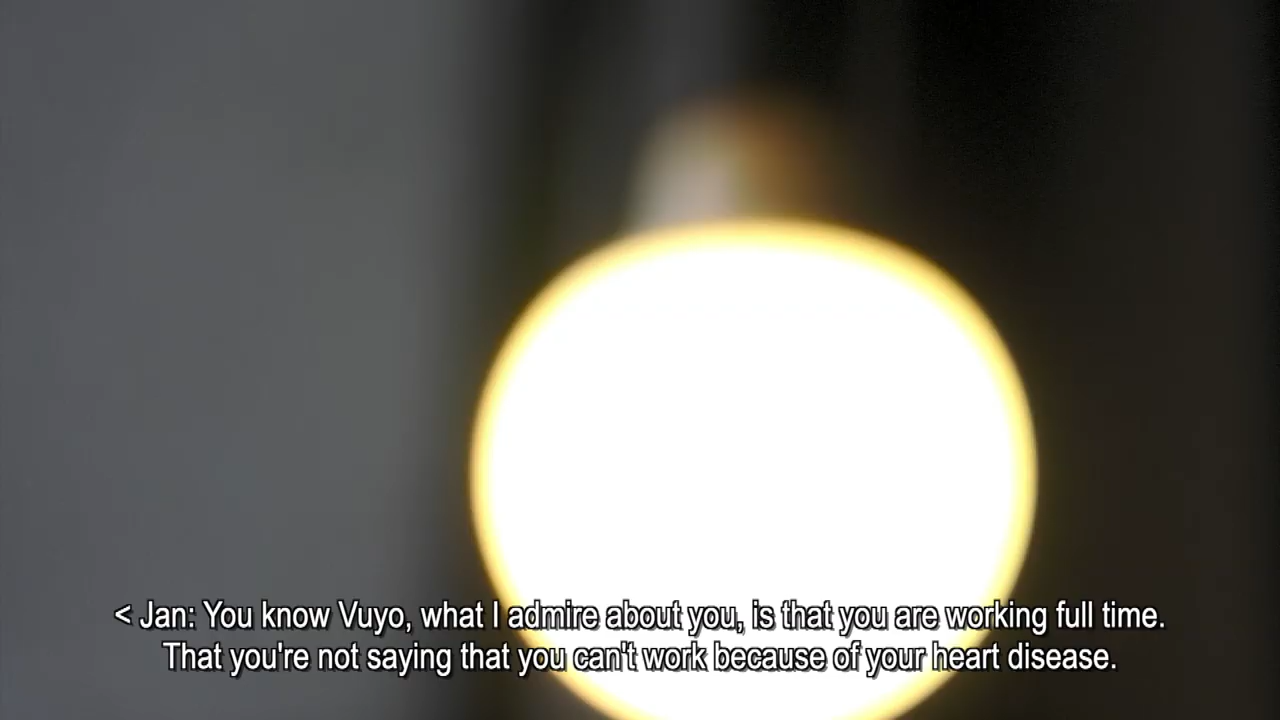 < Jan: You know Vuyo, what I admire about you, is that you are working full time.
That you're not saying that you can't work because of your heart disease.